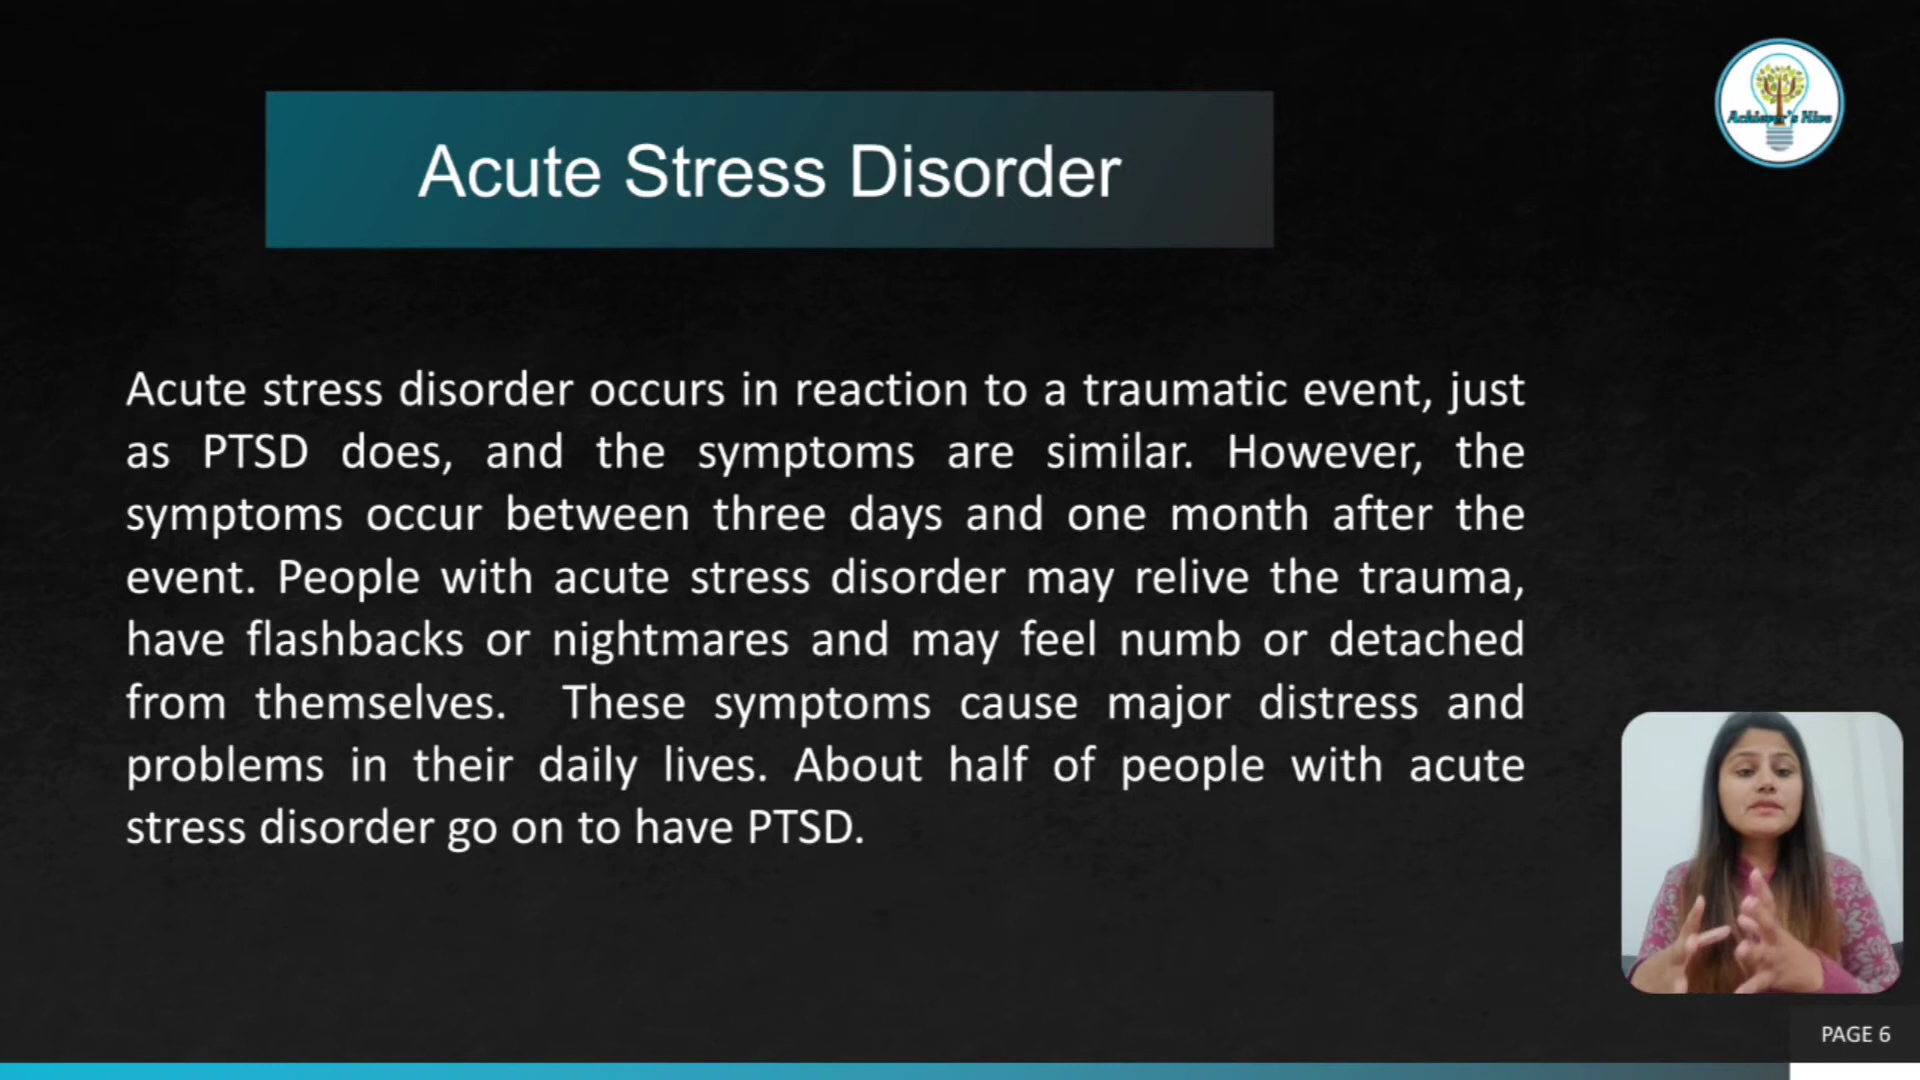 Achiever's Hive
Acute Stress Disorder
Acute stress disorder occurs in reaction to a traumatic event, just
as PTSD does, and the symptoms are similar. However, the
symptoms occur between three days and one month after the
event. People with acute stress disorder may relive the trauma,
have flashbacks or nightmares and may feel numb or detached
from themselves. These symptoms cause major distress and
problems in their daily lives. About half of people with acute
stress disorder go on to have PTSD.
PAGE 6